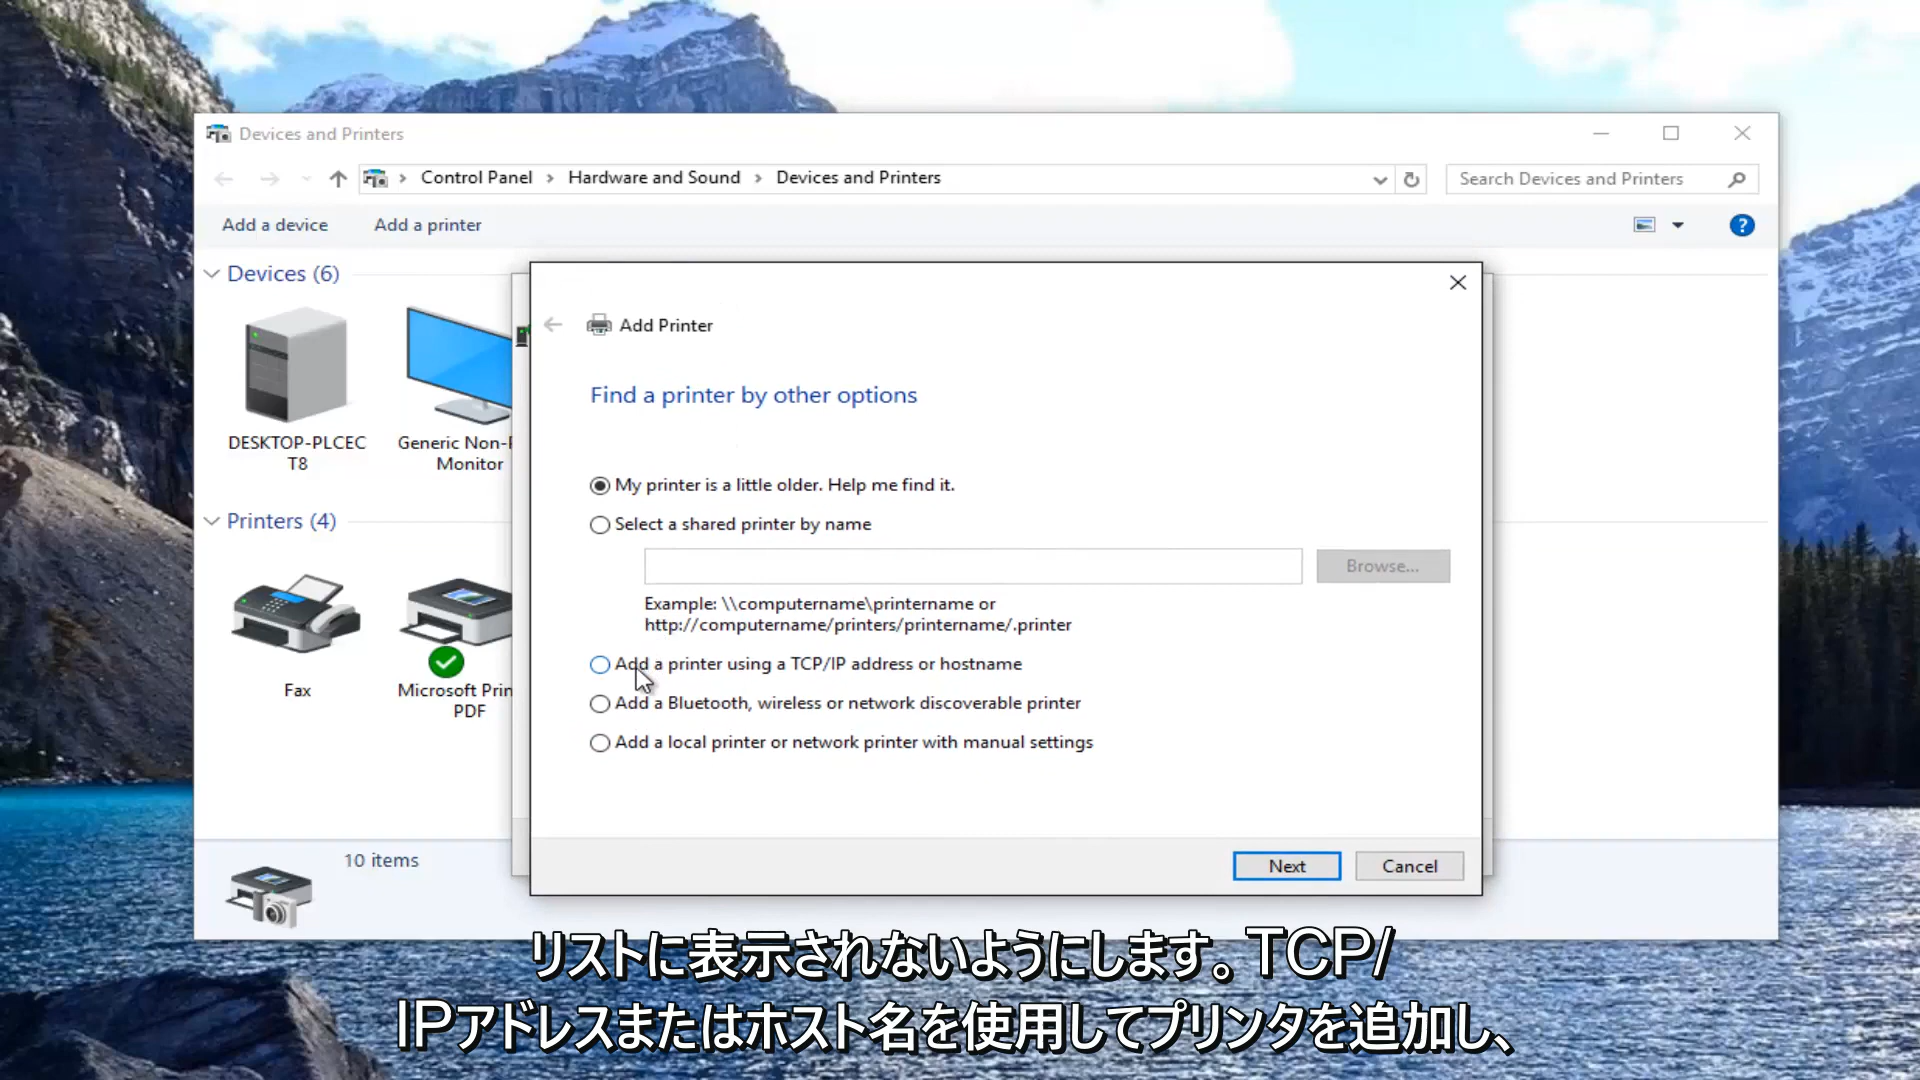 Devices and Printers
Control Panel > Hardware and Sound > Devices and Printers
Search Devices and Printers
Add a device
Add a printer
?
Devices (6)
DESKTOP-PLCEC
T8
Generic Non-P
Monitor
Printers (4)
Fax
Microsoft Prin
PDF
10 items
Add Printer
Find a printer by other options
My printer is a little older. Help me find it.
Select a shared printer by name
Browse...
Example: \\computername\printername or
http://computername/printers/printername/.printer
Add a printer using a TCP/IP address or hostname
Add a Bluetooth, wireless or network discoverable printer
Add a local printer or network printer with manual settings
Next
Cancel
リストに表示されないようにします。TCP/
IPアドレスまたはホスト名を使用してプリンタを追加し、